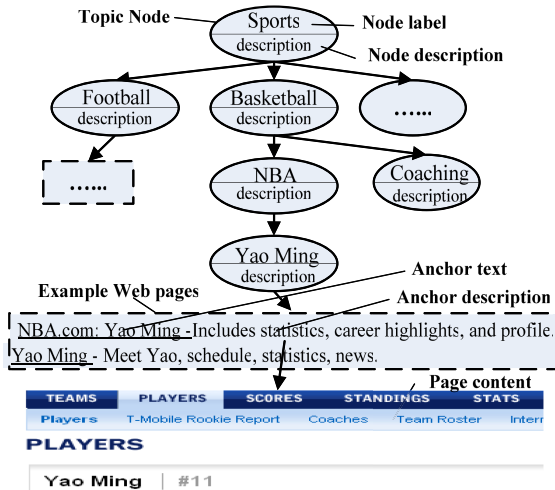 Topic Node
Sports
Node label
description
Node description
Football
Basketball
......
description
description
......
NBA
Coaching
description
description
Yao Ming
description
Anchor text
Example Web pages
Anchor description
NBA.com: Yao Ming -Includes statistics, career highlights, and profile.
Yao Ming - Meet Yao, schedule, statistics, news.
Page content
TEAMS PLAYERS SCORES STANDINGS STATS
Players T-Mobile Rookie Report Coaches Team Roster Intern
PLAYERS
Yao Ming | #11